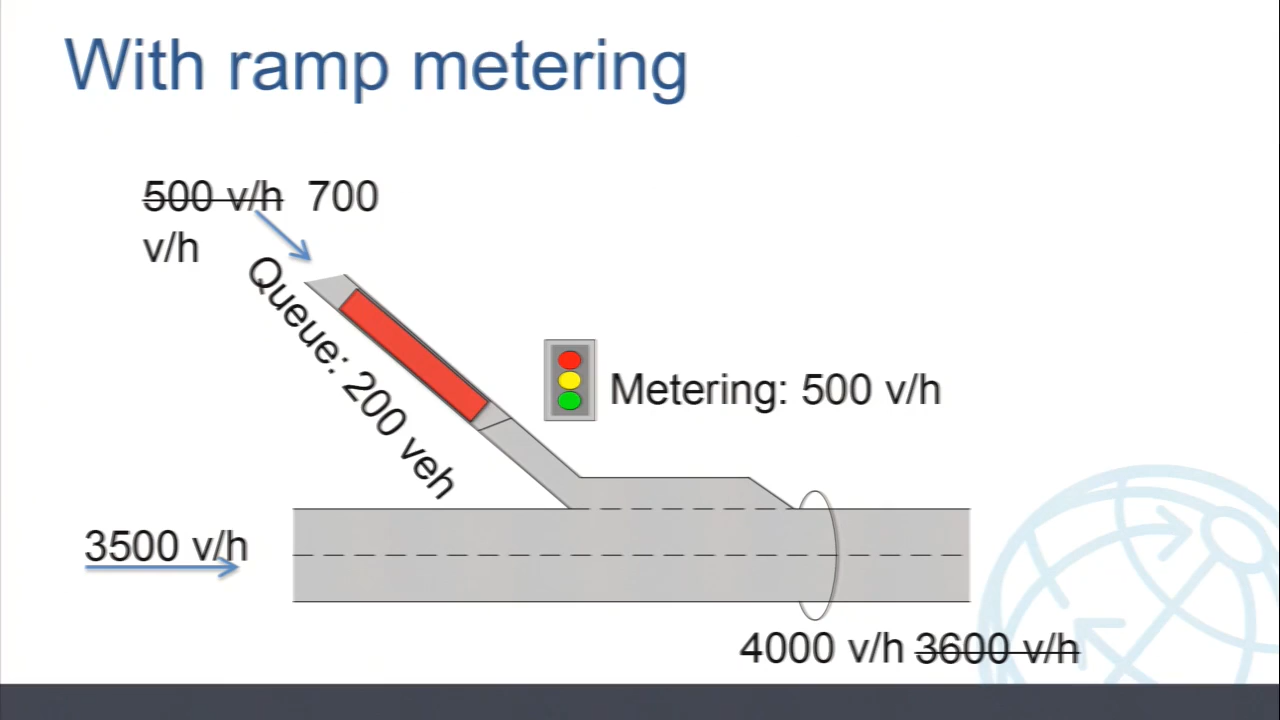 With ramp metering
500 v/h 700
v/h
Queue: 200 veh
Metering: 500 v/h
3500 v/h
4000 v/h 3600 v/h